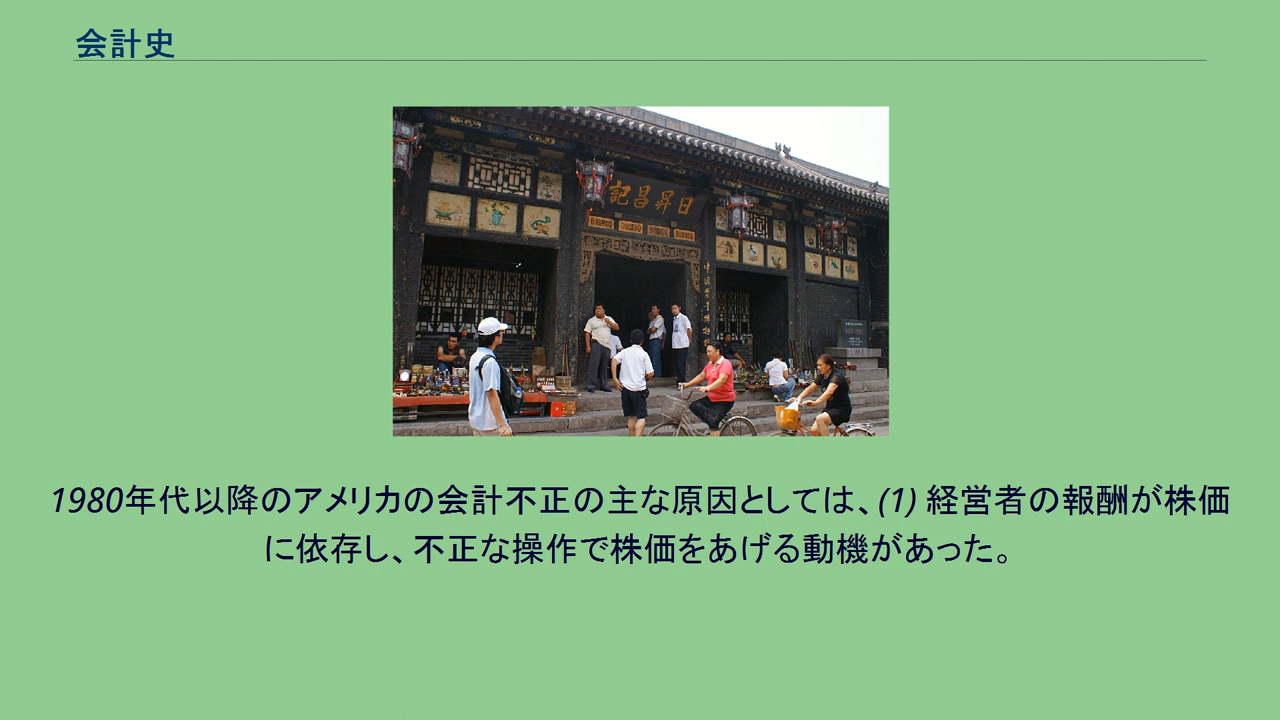 会計史
日昇昌記
1980年代以降のアメリカの会計不正の主な原因としては、(1) 経営者の報酬が株価
に依存し、不正な操作で株価をあげる動機があった。